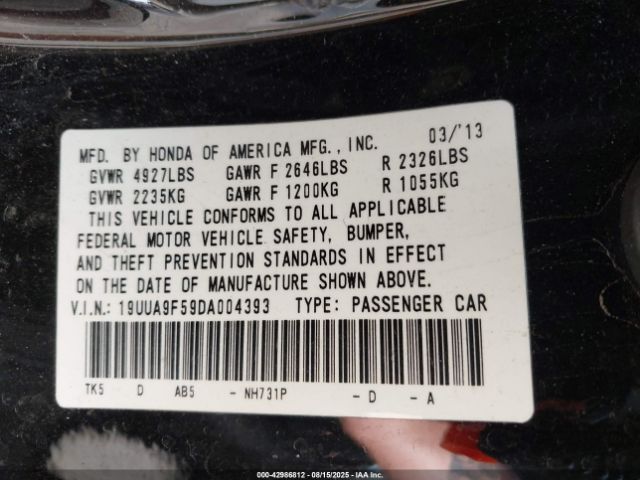 MFD. BY HONDA OF AMERICA MFG., INC. 03/'13
GVWR 4927LBS GAWR F 2646LBS R 2326LBS
GVWR 2235KG GAWR F 1200KG R 1055KG
THIS VEHICLE CONFORMS TO ALL APPLICABLE
FEDERAL MOTOR VEHICLE SAFETY, BUMPER,
AND THEFT PREVENTION STANDARDS IN EFFECT
ON THE DATE OF MANUFACTURE SHOWN ABOVE.
V.I.N.: 19UUA9F59DA004393 TYPE: PASSENGER CAR
TK5 D AB5 - NH731P - D - A
000-42986812 - 08/15/2025 - IAA Inc.